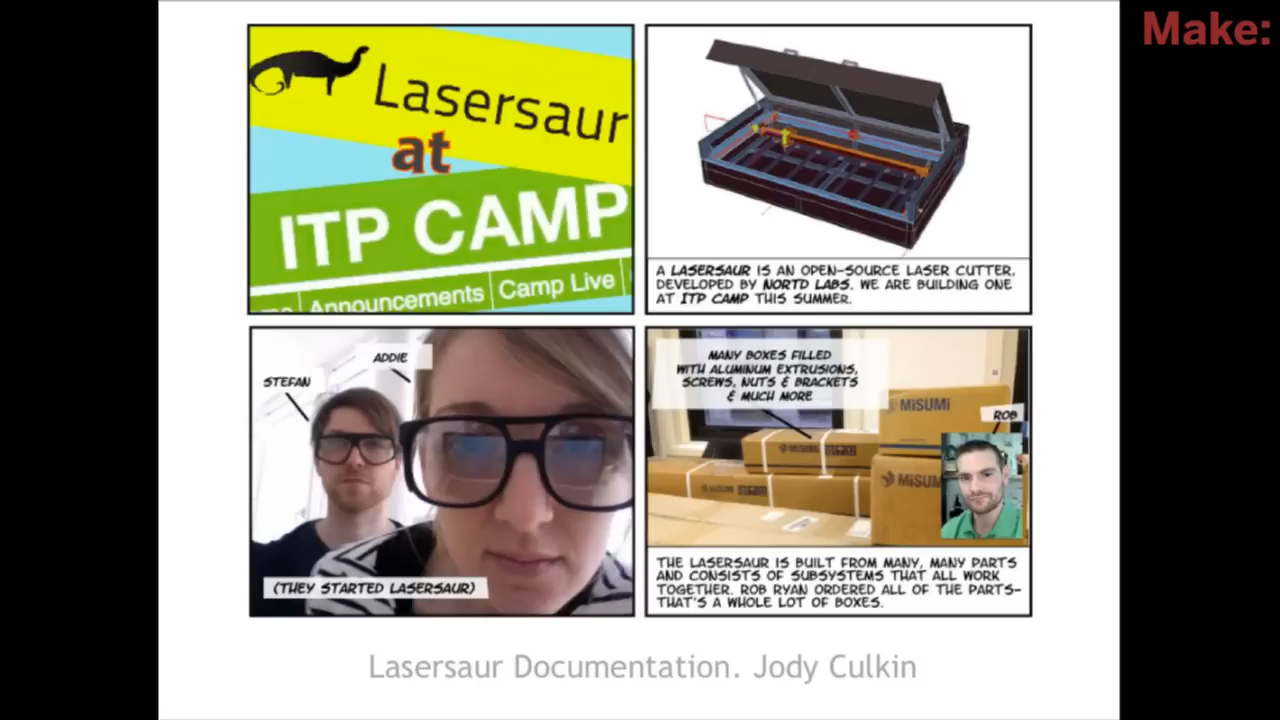 Make:
Lasersaur
at
ITP CAMP
Announcements
Camp Live
A LASERSAUR IS AN OPEN-SOURCE LASER CUTTER,
DEVELOPED BY NORTD LABS. WE ARE BUILDING ONE
AT ITP CAMP THIS SUMMER.
ADDIE
STEFAN
(THEY STARTED LASERSAUR)
MANY BOXES FILLED
WITH ALUMINUM EXTRUSIONS,
SCREWS, NUTS & BRACKETS
& MUCH MORE
MiSUMi
ROB
MiSUMi
MiSUM
MiSUMi
THE LASERSAUR IS BUILT FROM MANY, MANY PARTS
AND CONSISTS OF SUBSYSTEMS THAT ALL WORK
TOGETHER. ROB RYAN ORDERED ALL OF THE PARTS-
THAT'S A WHOLE LOT OF BOXES.
Lasersaur Documentation. Jody Culkin